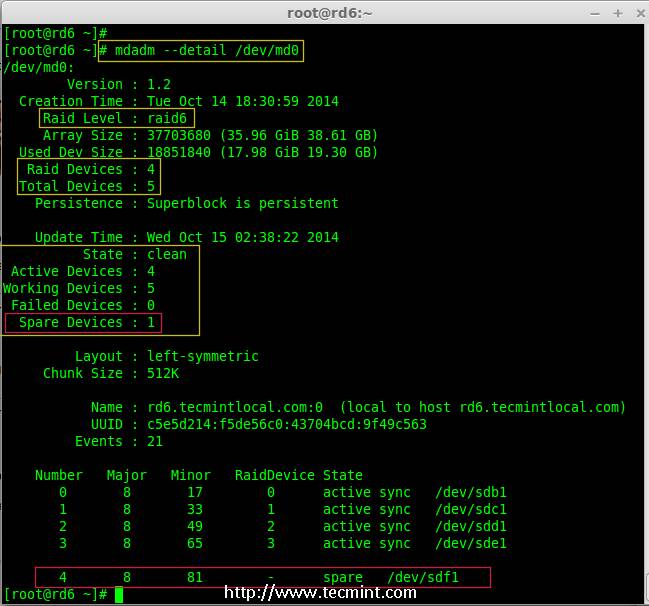 root@rd6:~
[root@rd6 ~]#
[root@rd6 ~]# mdadm --detail /dev/md0
/dev/md0:
Version : 1.2
Creation Time : Tue Oct 14 18:30:59 2014
Raid Level : raid6
Array Size : 37703680 (35.96 GiB 38.61 GB)
Used Dev Size : 18851840 (17.98 GiB 19.30 GB)
Raid Devices : 4
Total Devices : 5
Persistence : Superblock is persistent
Update Time : Wed Oct 15 02:38:22 2014
State : clean
Active Devices : 4
Working Devices : 5
Failed Devices : 0
Spare Devices : 1
Layout : left-symmetric
Chunk Size : 512K
Name : rd6.tecmintlocal.com:0 (local to host rd6.tecmintlocal.com)
UUID : c5e5d214:f5de56c0:43704bcd:9f49c563
Events : 21
Number Major Minor RaidDevice State
0 8 17 0 active sync /dev/sdb1
1 8 33 1 active sync /dev/sdc1
2 8 49 2 active sync /dev/sdd1
3 8 65 3 active sync /dev/sde1
4 8 81 - spare /dev/sdf1
[root@rd6 ~]#
http://www.tecmint.com